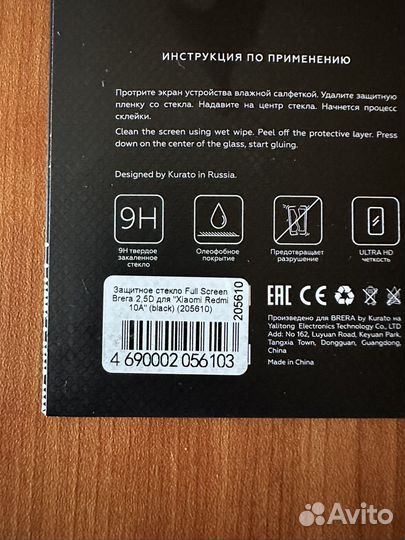 ИНСТРУКЦИЯ ПО ПРИМЕНЕНИЮ
Протрите экран устройства влажной салфеткой. Удалите защитную
пленку со стекла. Надавите на центр стекла. Начнется процесс
склейки.
Clean the screen using wet wipe. Peel off the protective layer. Press
down on the center of the glass, start gluing.
Designed by Kurato in Russia.
9H
9H твердое
закаленное
стекло
Олеофобное
покрытие
Предотвращает
разрушение
ULTRA HD
четкость
Защитное стекло Full Screen
Brera 2,5D для "Xiaomi Redmi
10A" (black) (205610)
205610
4 690002 056103
EAC CE
Произведено для BRERA by Kurato на
Yalitong Electronics Technology Co., LTD
Add: No 162, Luyuan Road, Keyuan Park,
Tangxia Town, Dongguan, Guangdong,
China
Made in China
Avito